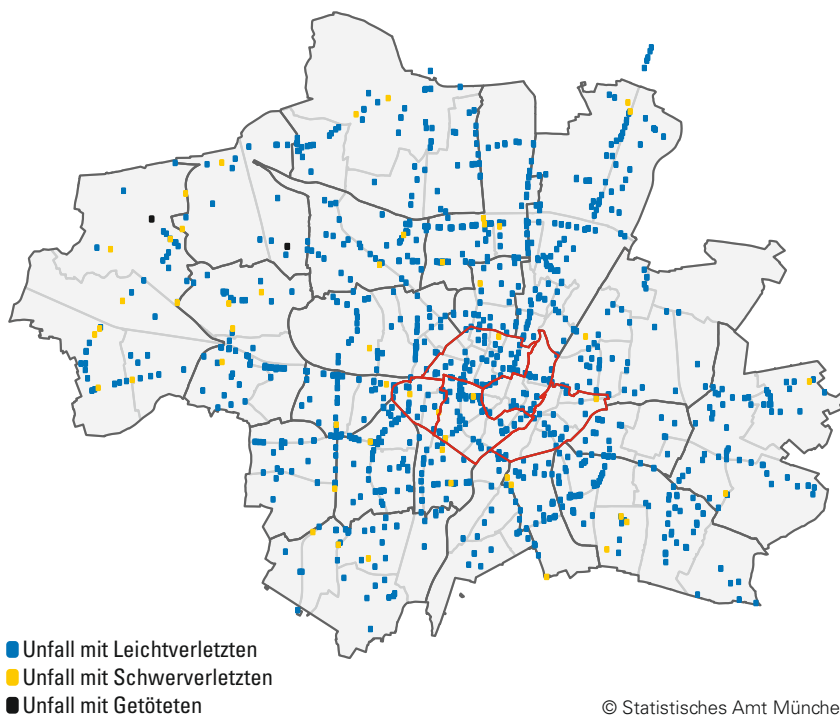 Unfall mit Leichtverletzten
Unfall mit Schwerverletzten
Unfall mit Getöteten
© Statistisches Amt Münche